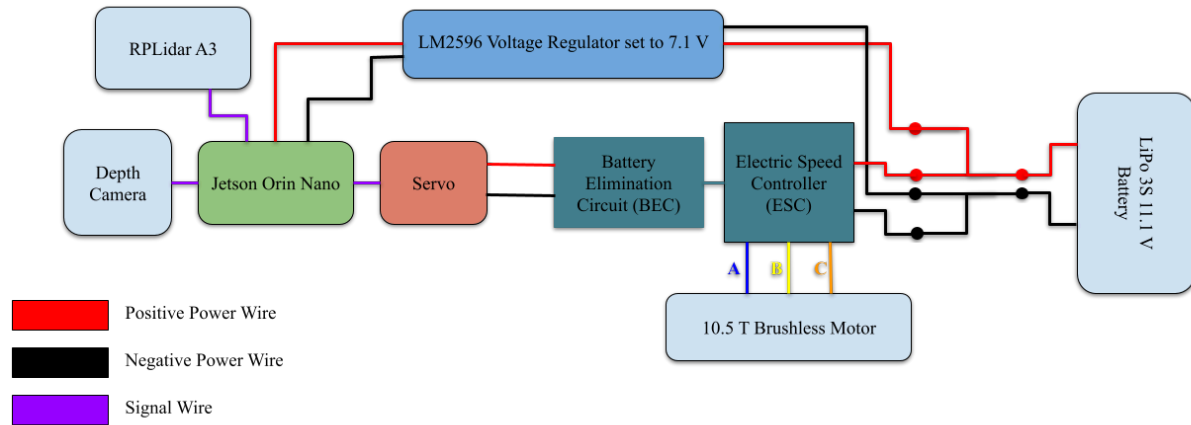 RPLidar A3
LM2596 Voltage Regulator set to 7.1 V
Depth
Camera
Jetson Orin Nano
Servo
Battery
Elimination
Circuit (BEC)
Electric Speed
Controller
(ESC)
LiPo 3S 11.1 V
Battery
A
B
C
10.5 T Brushless Motor
Positive Power Wire
Negative Power Wire
Signal Wire